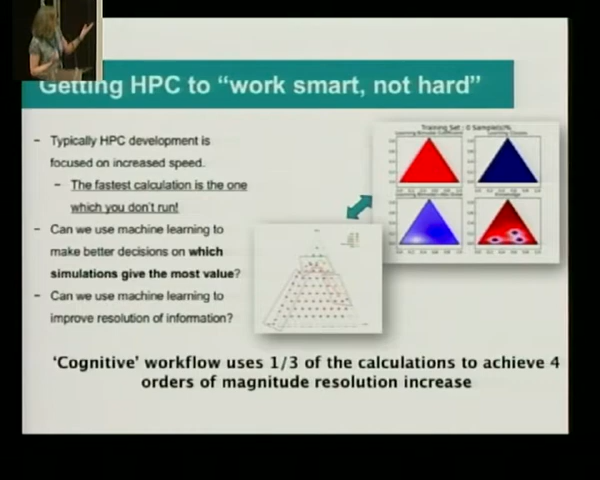 Getting HPC to “work smart, not hard”
– Typically HPC development is
focused on increased speed.
– The fastest calculation is the one
which you don't run!
– Can we use machine learning to
make better decisions on which
simulations give the most value?
– Can we use machine learning to
improve resolution of information?
Training Set : 0 Samples/%
‘Cognitive’ workflow uses 1/3 of the calculations to achieve 4
orders of magnitude resolution increase